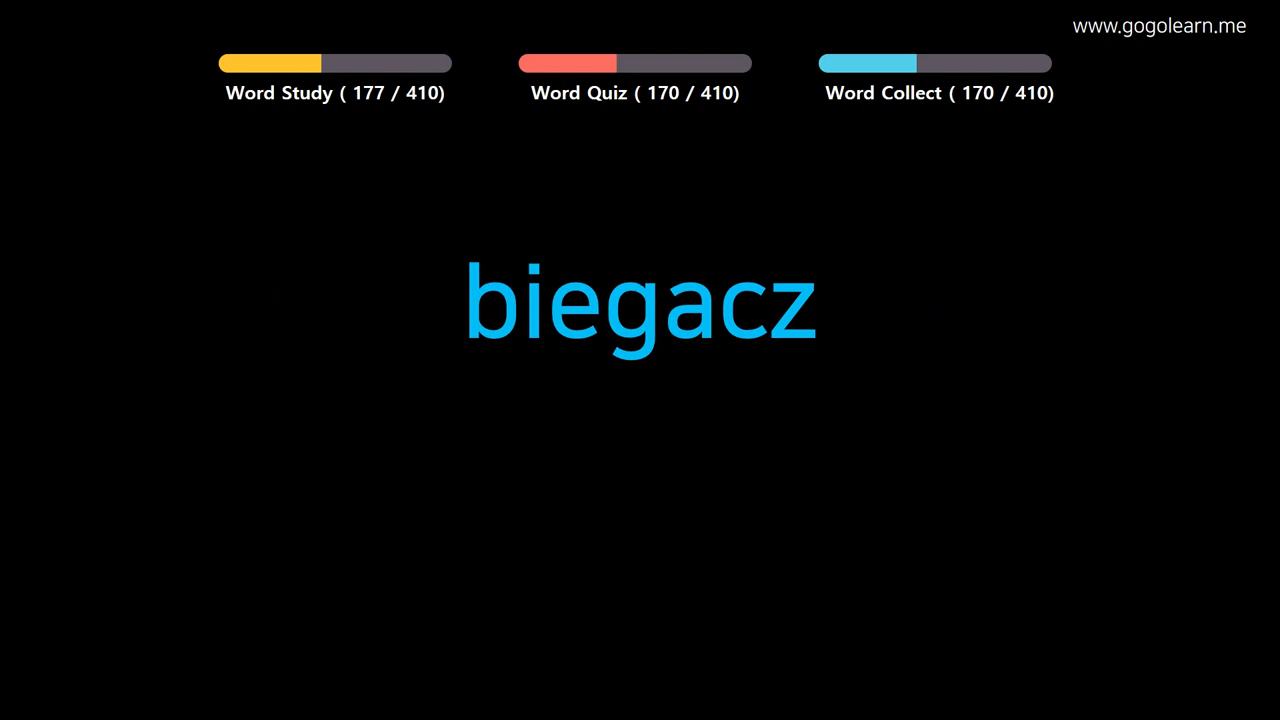 www.gogolearn.me
Word Study ( 177 / 410)
Word Quiz ( 170 / 410)
Word Collect ( 170 / 410)
biegacz